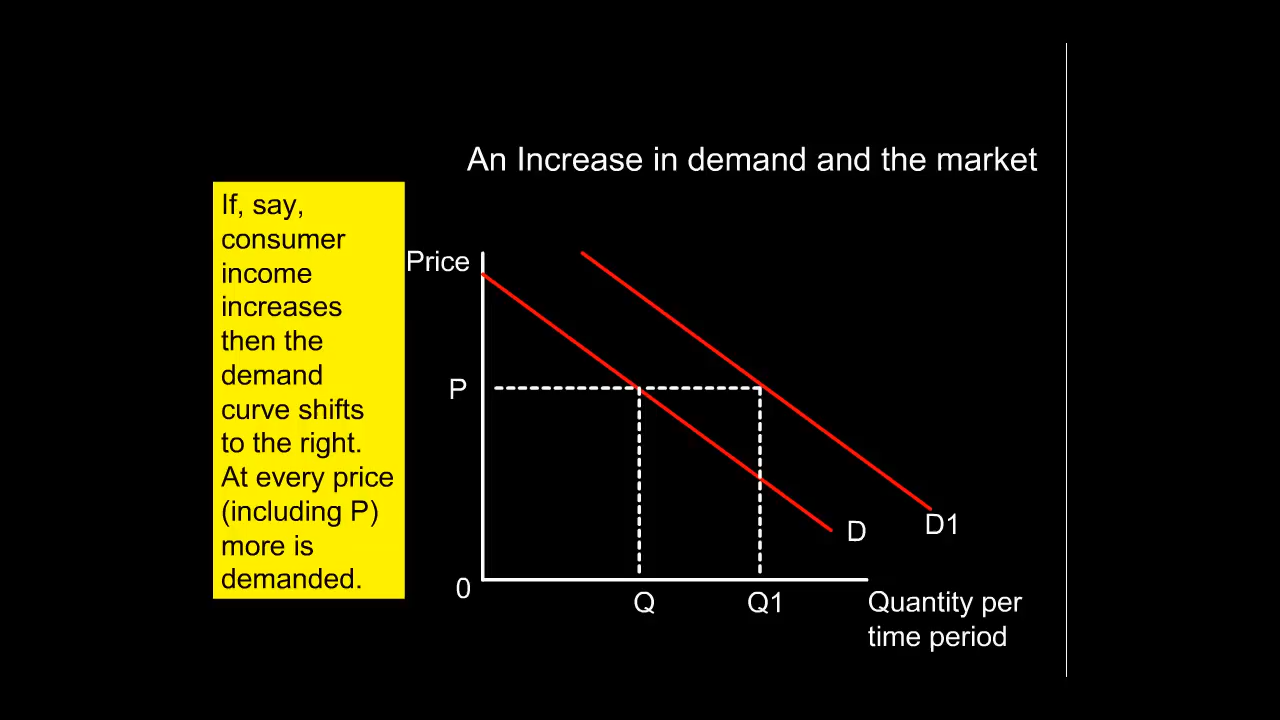 An Increase in demand and the market
If, say,
consumer
income
increases
then the
demand
curve shifts
to the right.
At every price
(including P)
more is
demanded.
Price
P
0
D
D1
Q
Q1
Quantity per
time period